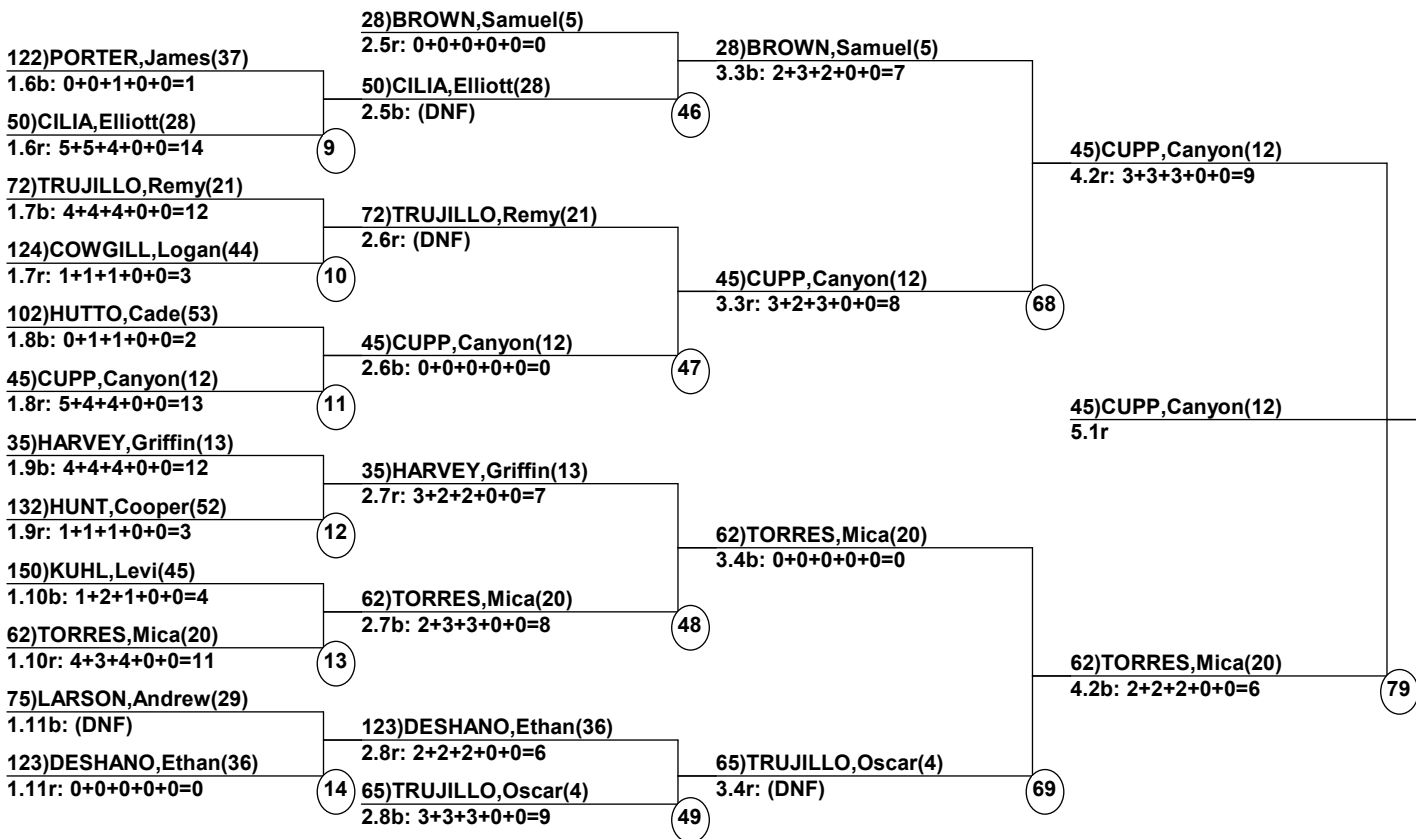 122)PORTER,James(37)
1.6b: 0+0+1+0+0=1
50)CILIA,Elliott(28)
1.6r: 5+5+4+0+0=14
9
72)TRUJILLO,Remy(21)
1.7b: 4+4+4+0+0=12
124)COWGILL,Logan(44)
1.7r: 1+1+1+0+0=3
10
102)HUTTO,Cade(53)
1.8b: 0+1+1+0+0=2
45)CUPP,Canyon(12)
1.8r: 5+4+4+0+0=13
11
35)HARVEY,Griffin(13)
1.9b: 4+4+4+0+0=12
132)HUNT,Cooper(52)
1.9r: 1+1+1+0+0=3
12
150)KUHL,Levi(45)
1.10b: 1+2+1+0+0=4
62)TORRES,Mica(20)
1.10r: 4+3+4+0+0=11
13
75)LARSON,Andrew(29)
1.11b: (DNF)
123)DESHANO,Ethan(36)
1.11r: 0+0+0+0+0=0
14
28)BROWN,Samuel(5)
2.5r: 0+0+0+0+0=0
50)CILIA,Elliott(28)
2.5b: (DNF)
46
72)TRUJILLO,Remy(21)
2.6r: (DNF)
45)CUPP,Canyon(12)
2.6b: 0+0+0+0+0=0
47
35)HARVEY,Griffin(13)
2.7r: 3+2+2+0+0=7
62)TORRES,Mica(20)
2.7b: 2+3+3+0+0=8
48
123)DESHANO,Ethan(36)
2.8r: 2+2+2+0+0=6
65)TRUJILLO,Oscar(4)
2.8b: 3+3+3+0+0=9
49
28)BROWN,Samuel(5)
3.3b: 2+3+2+0+0=7
45)CUPP,Canyon(12)
3.3r: 3+2+3+0+0=8
68
62)TORRES,Mica(20)
3.4b: 0+0+0+0+0=0
65)TRUJILLO,Oscar(4)
3.4r: (DNF)
69
45)CUPP,Canyon(12)
4.2r: 3+3+3+0+0=9
62)TORRES,Mica(20)
4.2b: 2+2+2+0+0=6
79
45)CUPP,Canyon(12)
5.1r